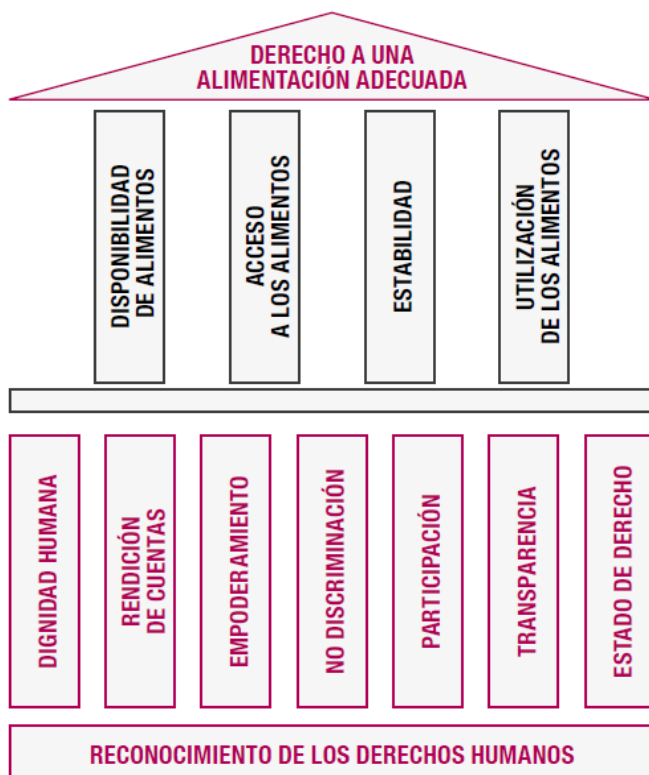 DERECHO A UNA
ALIMENTACIÓN ADECUADA
DISPONIBILIDAD
DE ALIMENTOS
ACCESO
A LOS ALIMENTOS
ESTABILIDAD
UTILIZACIÓN
DE LOS ALIMENTOS
DIGNIDAD HUMANA
RENDICIÓN
DE CUENTAS
EMPODERAMIENTO
NO DISCRIMINACIÓN
PARTICIPACIÓN
TRANSPARENCIA
ESTADO DE DERECHO
RECONOCIMIENTO DE LOS DERECHOS HUMANOS